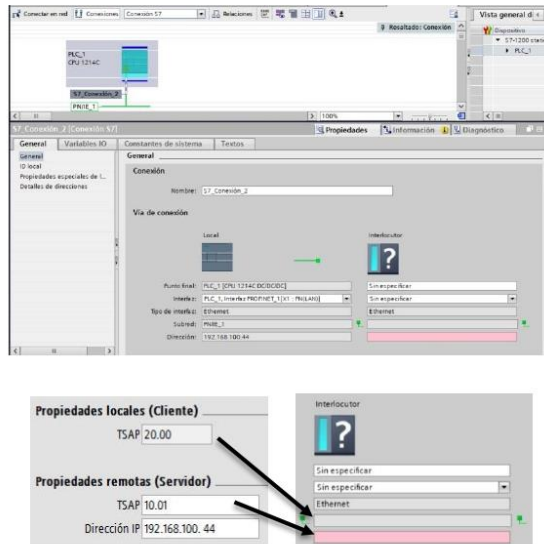 Conectar en red Conexiones Conexión S7 Relaciones
Resaltado: Conexión
Vista general d
Dispositivo
S7-1200 stati
PLC_1
PLC_1
CPU 1214C
S7_Conexión_2
PN/IE_1
100%
S7_Conexión_2 [Conexión S7]
Propiedades Información Diagnóstico
General Variables IO Constantes de sistema Textos
General
ID local
Propiedades especiales de l...
Detalles de direcciones
General
Conexión
Nombre: S7_Conexión_2
Vía de conexión
Local Interlocutor
Punto final: PLC_1 [CPU 1214C DC/DC/DC] Sin especificar
Interfaz: PLC_1, Interfaz PROFINET_1[X1 : PN(LAN)] Sin especificar
Tipo de interfaz: Ethernet Ethernet
Subred: PN/IE_1
Dirección: 192.168.100.44
Propiedades locales (Cliente)
TSAP 20.00
Propiedades remotas (Servidor)
TSAP 10.01
Dirección IP 192.168.100. 44
Interlocutor
Sin especificar
Sin especificar
Ethernet